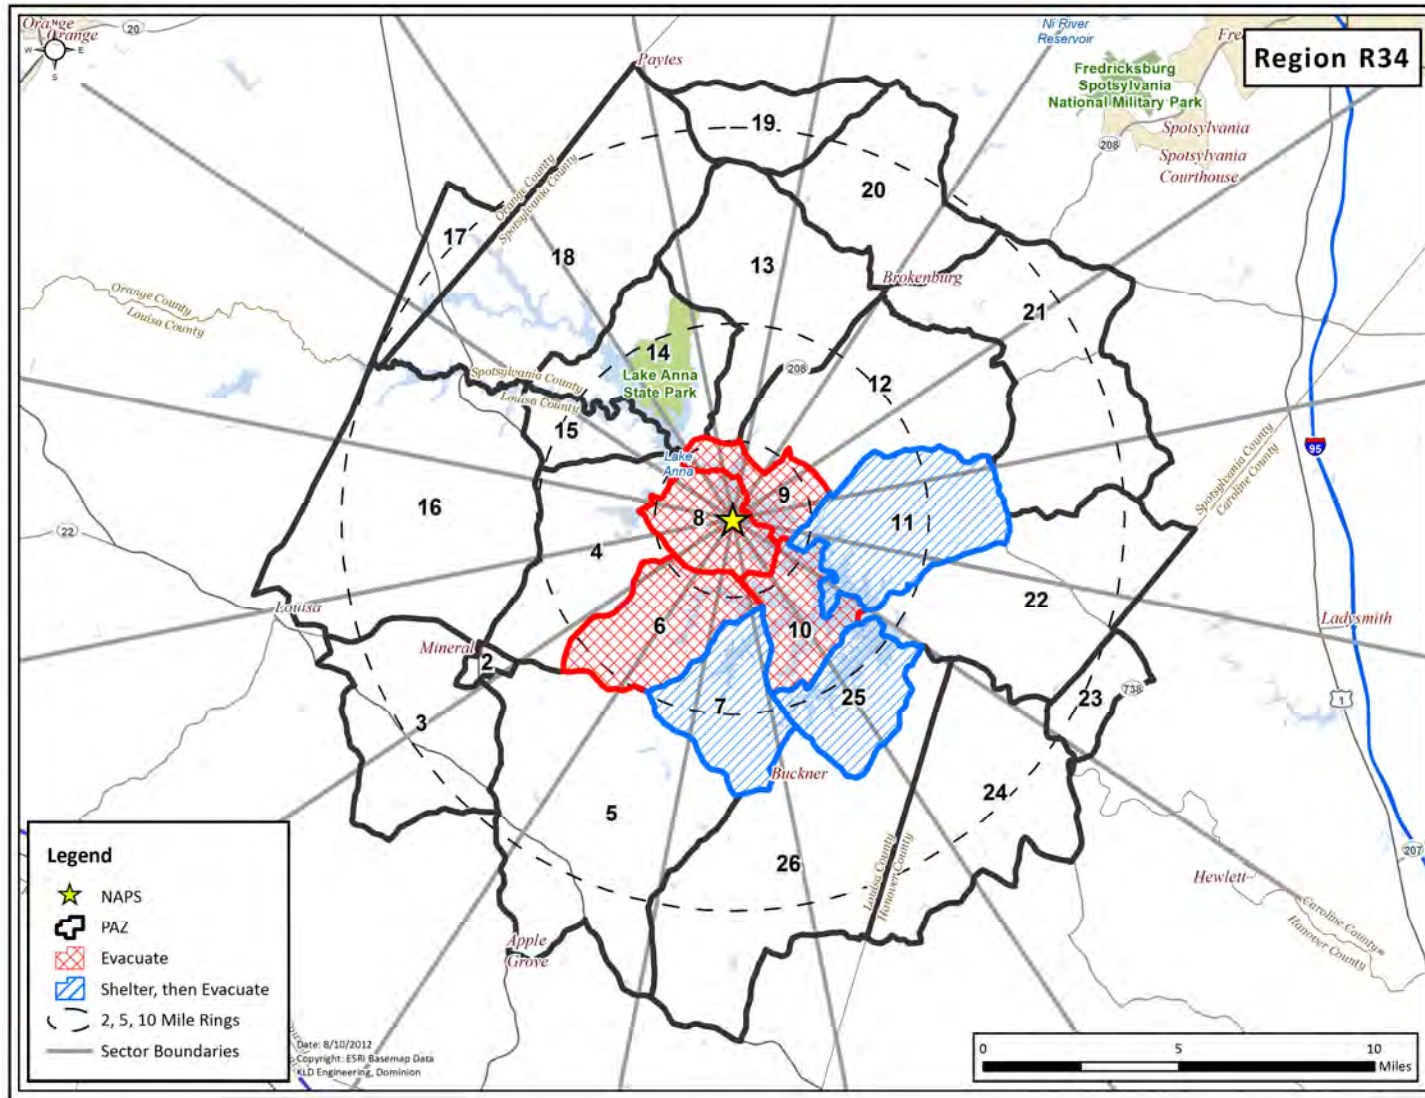 Region R34
Orange
Orange
N
W
E
S
20
Ni River
Reservoir
Fre
Fredricksburg
Spotsylvania
National Military Park
Spotsylvania
Spotsylvania
Courthouse
208
Paytes
19
20
17
Orange County
Spotsylvania County
18
13
Brokenburg
21
Orange County
Louisa County
14
Lake Anna
State Park
208
12
Spotsylvania County
Louisa County
15
Spotsylvania County
Caroline County
95
Lake
Anna
9
16
8
11
22
4
22
Louisa
6
10
Ladysmith
Mineral
2
23
738
1
3
7
25
Buckner
5
24
26
Louisa County
Hanover County
207
Hewlett
Caroline County
Hanover County
Apple
Grove
Legend
NAPS
PAZ
Evacuate
Shelter, then Evacuate
2, 5, 10 Mile Rings
Sector Boundaries
Date: 8/10/2012
Copyright: ESRI Basemap Data
KLD Engineering, Dominion
0
5
10
Miles